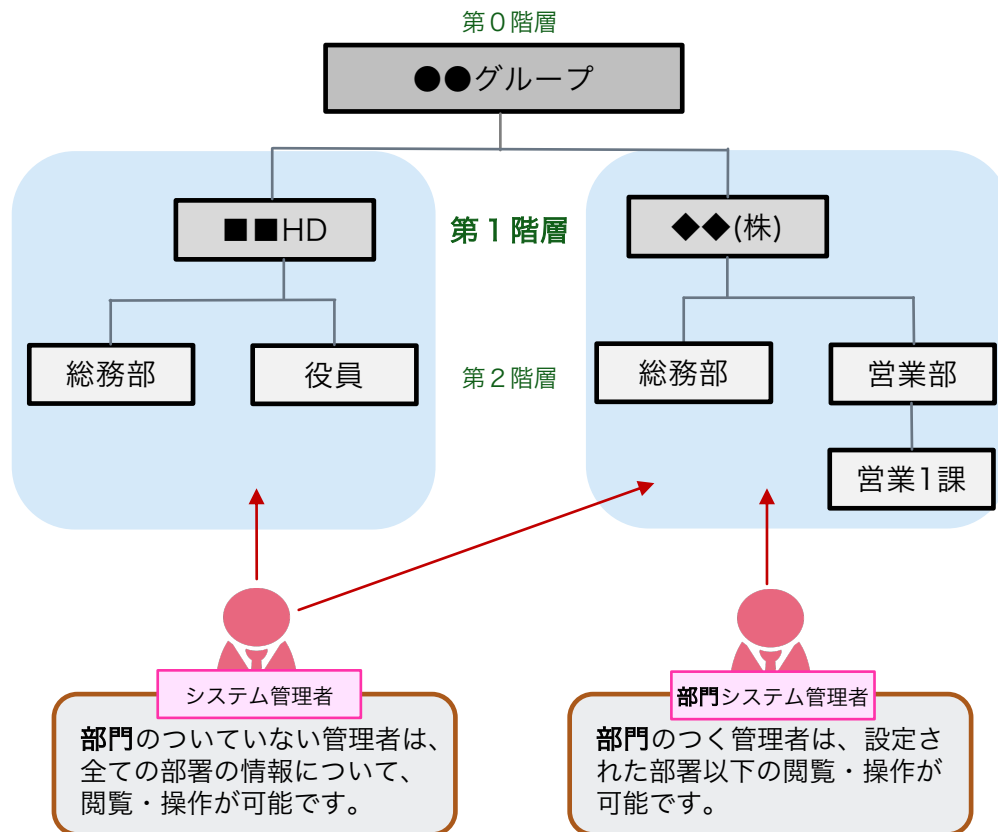 第０階層
●●グループ
■■HD
第１階層
◆◆(株)
総務部
役員
第２階層
総務部
営業部
営業1課
システム管理者
部門のついていない管理者は、
全ての部署の情報について、
閲覧・操作が可能です。
部門システム管理者
部門のつく管理者は、設定さ
れた部署以下の閲覧・操作が
可能です。